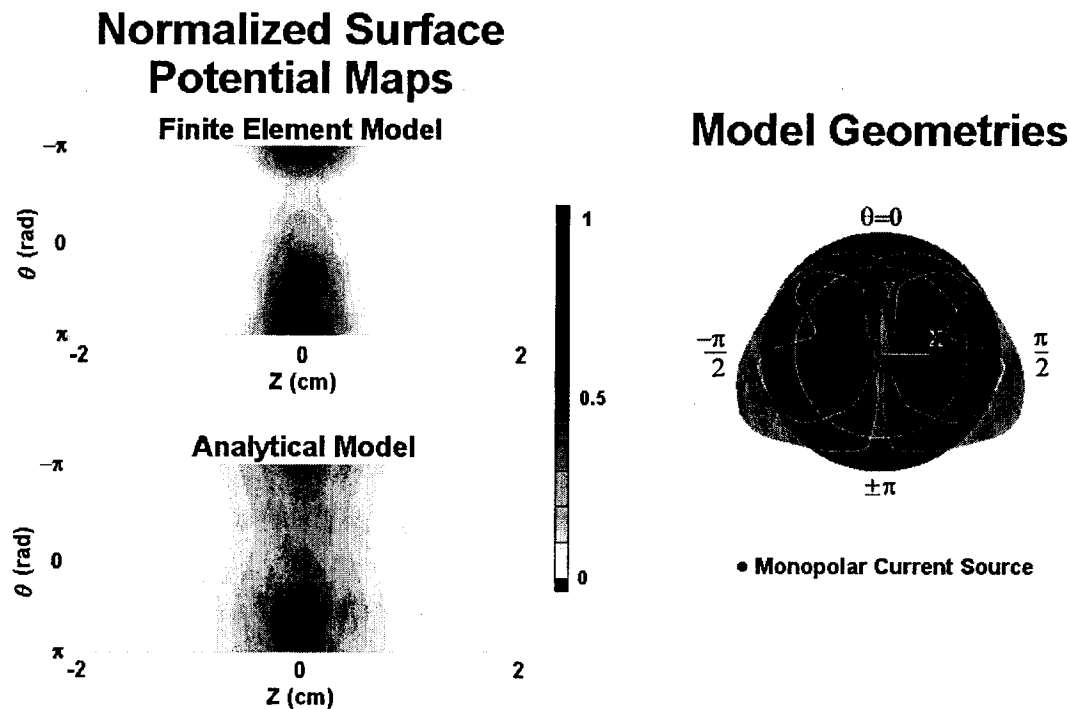 Normalized Surface
Potential Maps
Finite Element Model
−π
0
π
θ (rad)
-2
0
2
Z (cm)
Analytical Model
−π
0
π
θ (rad)
-2
0
2
Z (cm)
1
0.5
0
Model Geometries
θ=0
−π
2
π
2
±π
Monopolar Current Source